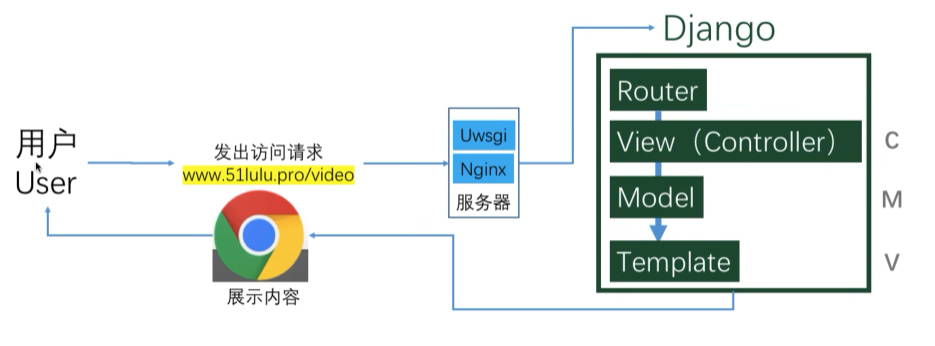 用户
User
发出访问请求
www.51lulu.pro/video
展示内容
Uwsgi
Nginx
服务器
Django
Router
View（Controller）
C
Model
M
Template
V